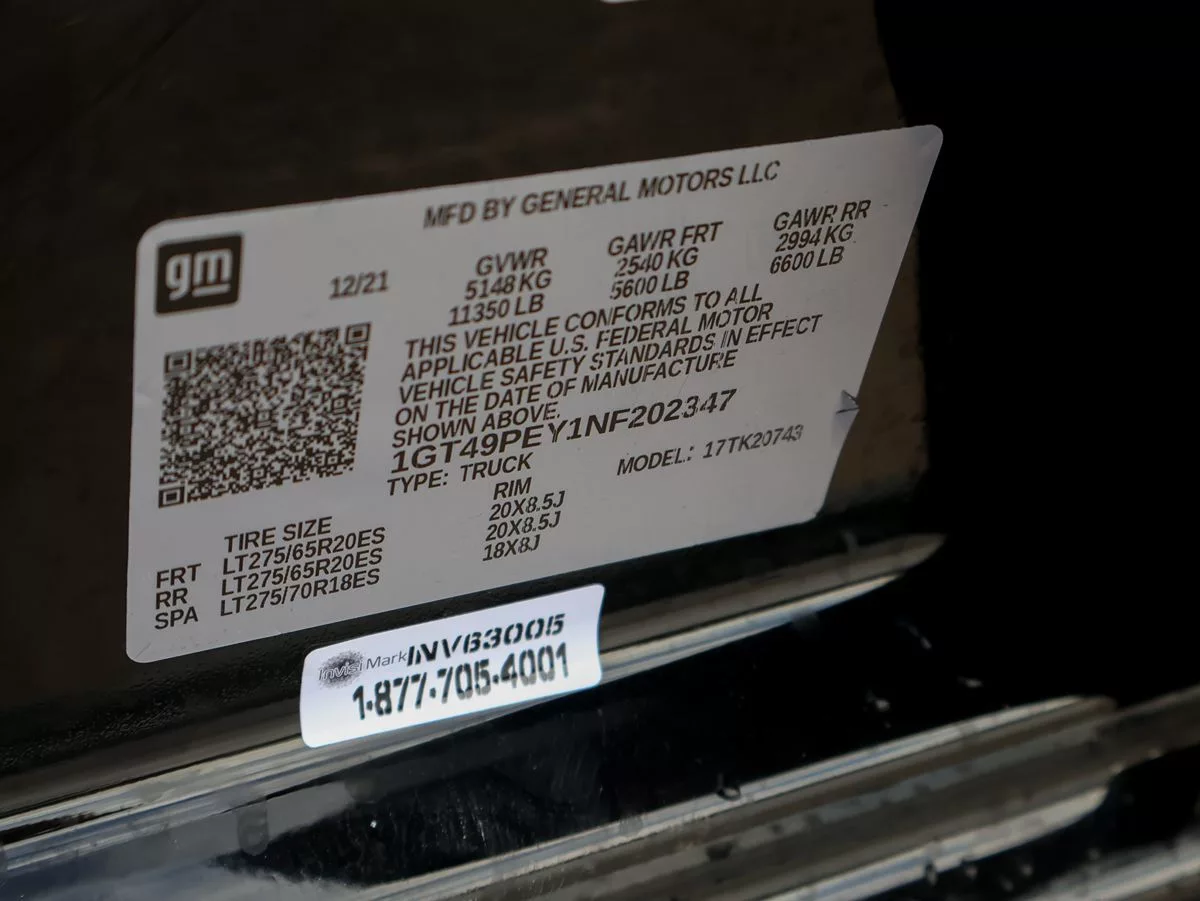 MFD BY GENERAL MOTORS LLC
gm
12/21
GVWR
5148 KG
11350 LB
GAWR FRT
2540 KG
5600 LB
GAWR RR
2994 KG
6600 LB
THIS VEHICLE CONFORMS TO ALL
APPLICABLE U.S. FEDERAL MOTOR
VEHICLE SAFETY STANDARDS IN EFFECT
ON THE DATE OF MANUFACTURE
SHOWN ABOVE.
1GT49PEY1NF202347
TYPE: TRUCK
MODEL: 17TK20743
TIRE SIZE RIM
FRT LT275/65R20ES 20X8.5J
RR LT275/65R20ES 20X8.5J
SPA LT275/70R18ES 18X8J
Invisi Mark INV63005
1-877-705-4001